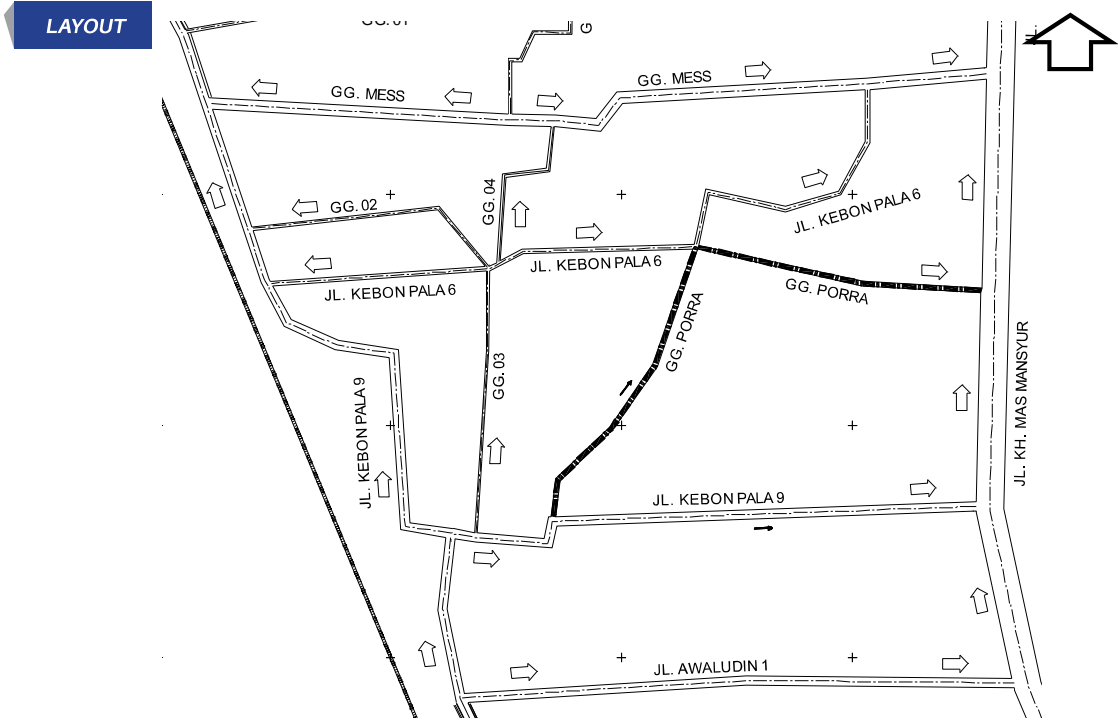 LAYOUT
GG. MESS
GG. MESS
GG. 02
GG. 04
JL. KEBON PALA 6
JL. KEBON PALA 6
JL. KEBON PALA 6
GG. PORRA
GG. PORRA
GG. 03
JL. KEBON PALA 9
JL. KH. MAS MANSYUR
JL. KEBON PALA 9
JL. AWALUDIN 1